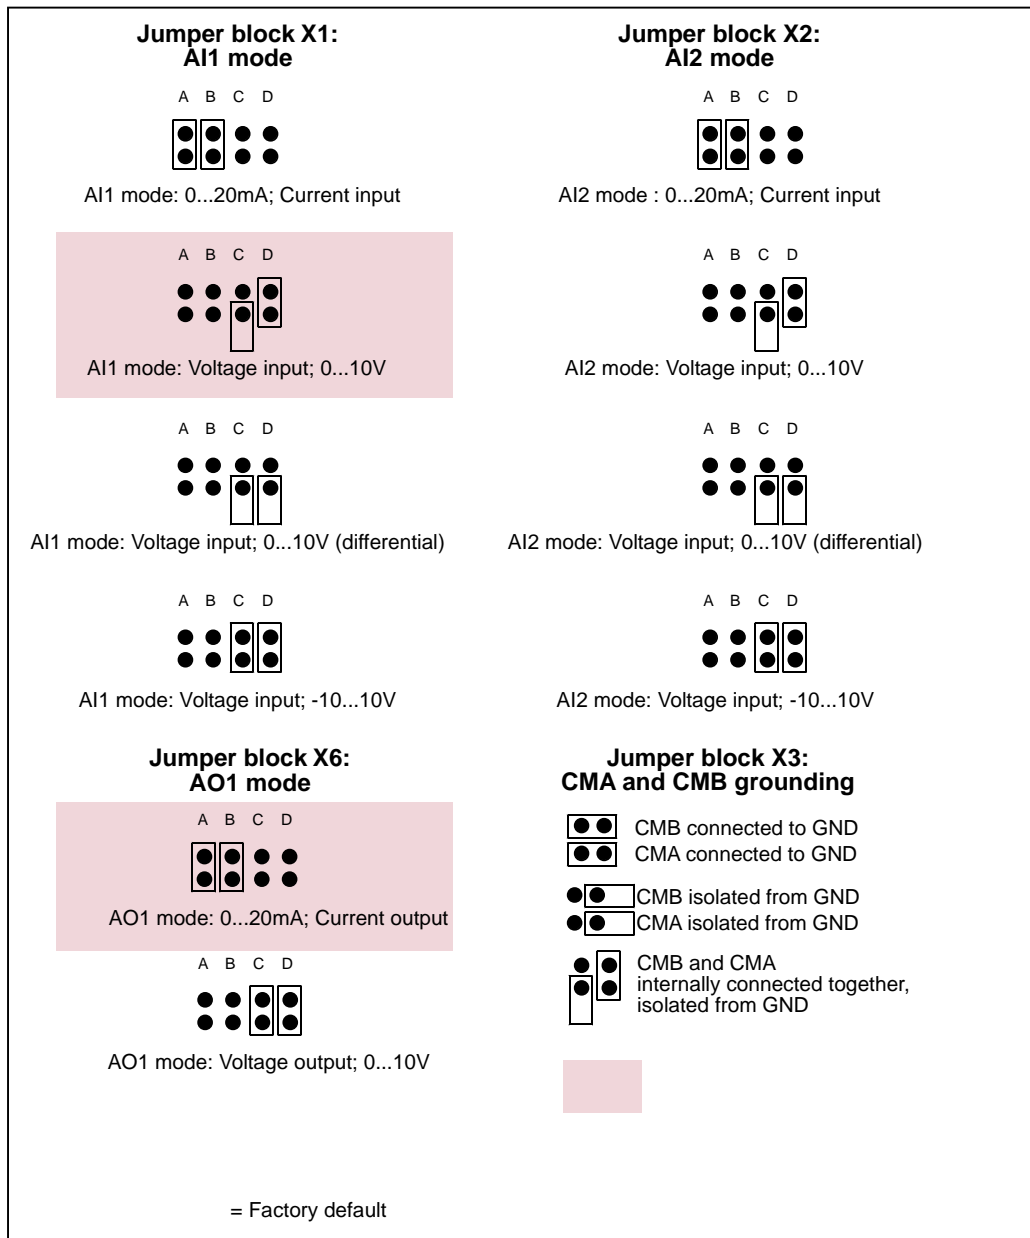 Jumper block X1:
AI1 mode
A B C D
AI1 mode: 0...20mA; Current input
A B C D
AI1 mode: Voltage input; 0...10V
A B C D
AI1 mode: Voltage input; 0...10V (differential)
A B C D
AI1 mode: Voltage input; -10...10V
Jumper block X2:
AI2 mode
A B C D
AI2 mode : 0...20mA; Current input
A B C D
AI2 mode: Voltage input; 0...10V
A B C D
AI2 mode: Voltage input; 0...10V (differential)
A B C D
AI2 mode: Voltage input; -10...10V
Jumper block X6:
AO1 mode
A B C D
AO1 mode: 0...20mA; Current output
A B C D
AO1 mode: Voltage output; 0...10V
Jumper block X3:
CMA and CMB grounding
CMB connected to GND
CMA connected to GND
CMB isolated from GND
CMA isolated from GND
CMB and CMA
internally connected together,
isolated from GND
= Factory default